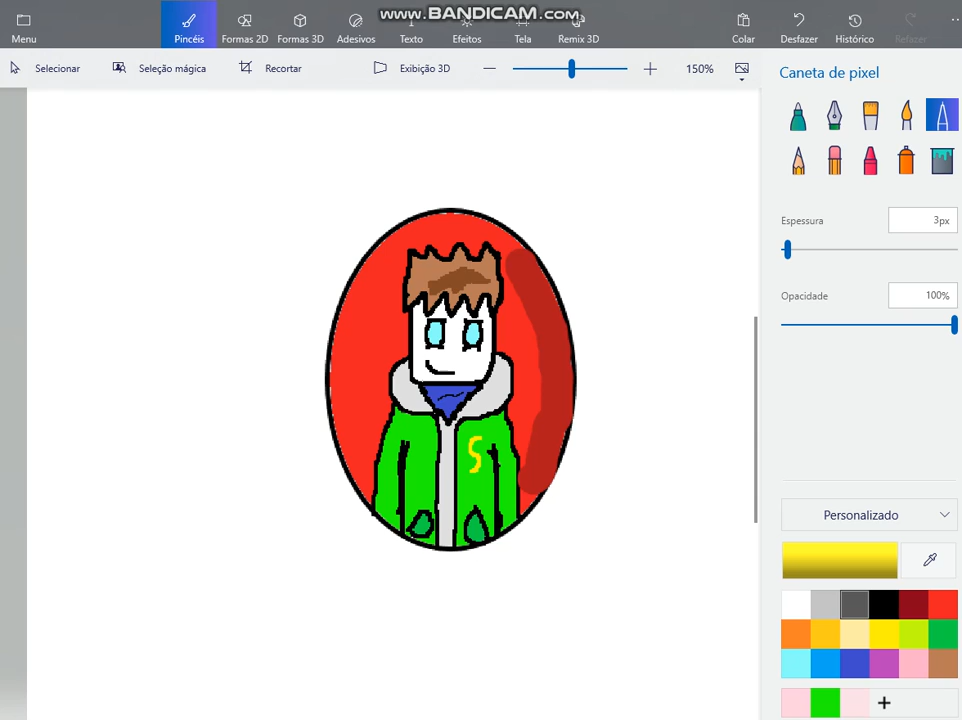 www.BANDICAM.com
Menu
Pincéis
Formas 2D
Formas 3D
Adesivos
Texto
Efeitos
Tela
Remix 3D
Colar
Desfazer
Histórico
Refazer
Selecionar
Seleção mágica
Recortar
Exibição 3D
150%
Caneta de pixel
Espessura
3px
Opacidade
100%
S
Personalizado